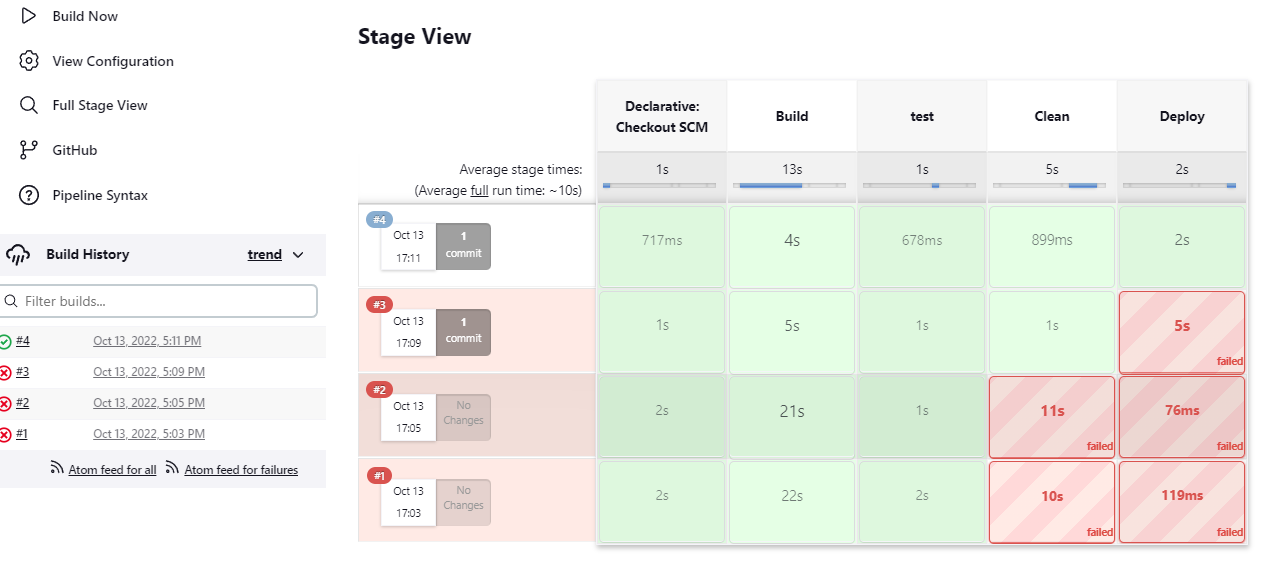 Build Now
View Configuration
Full Stage View
GitHub
Pipeline Syntax
Build History
trend
Filter builds...
#4 Oct 13, 2022, 5:11 PM
#3 Oct 13, 2022, 5:09 PM
#2 Oct 13, 2022, 5:05 PM
#1 Oct 13, 2022, 5:03 PM
Atom feed for all Atom feed for failures
Stage View
Declarative:
Checkout SCM
Build
test
Clean
Deploy
Average stage times:
(Average full run time: ~10s)
1s
13s
1s
5s
2s
#4
Oct 13
17:11
1
commit
717ms
4s
678ms
899ms
2s
#3
Oct 13
17:09
1
commit
1s
5s
1s
1s
5s
failed
#2
Oct 13
17:05
No
Changes
2s
21s
1s
11s
failed
76ms
failed
#1
Oct 13
17:03
No
Changes
2s
22s
2s
10s
failed
119ms
failed